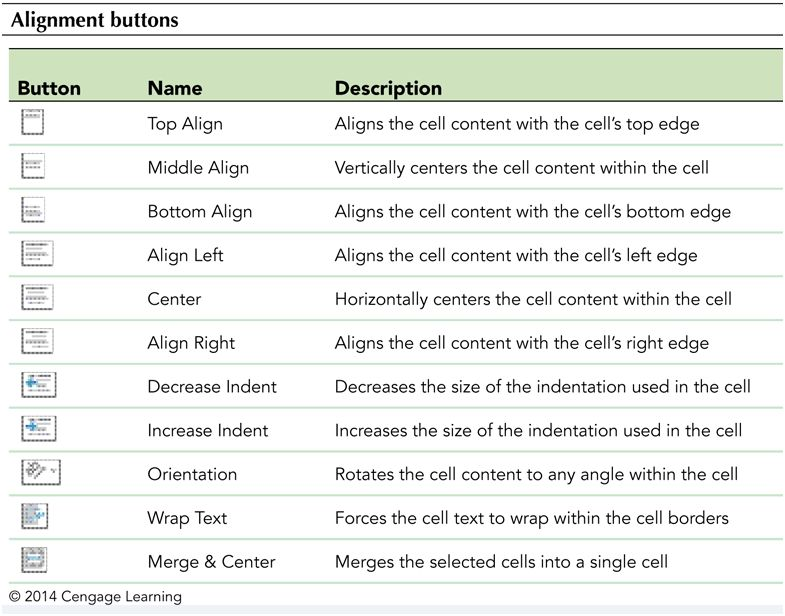 Alignment buttons
Button Name Description
Top Align Aligns the cell content with the cell's top edge
Middle Align Vertically centers the cell content within the cell
Bottom Align Aligns the cell content with the cell's bottom edge
Align Left Aligns the cell content with the cell's left edge
Center Horizontally centers the cell content within the cell
Align Right Aligns the cell content with the cell's right edge
Decrease Indent Decreases the size of the indentation used in the cell
Increase Indent Increases the size of the indentation used in the cell
Orientation Rotates the cell content to any angle within the cell
Wrap Text Forces the cell text to wrap within the cell borders
Merge & Center Merges the selected cells into a single cell
© 2014 Cengage Learning